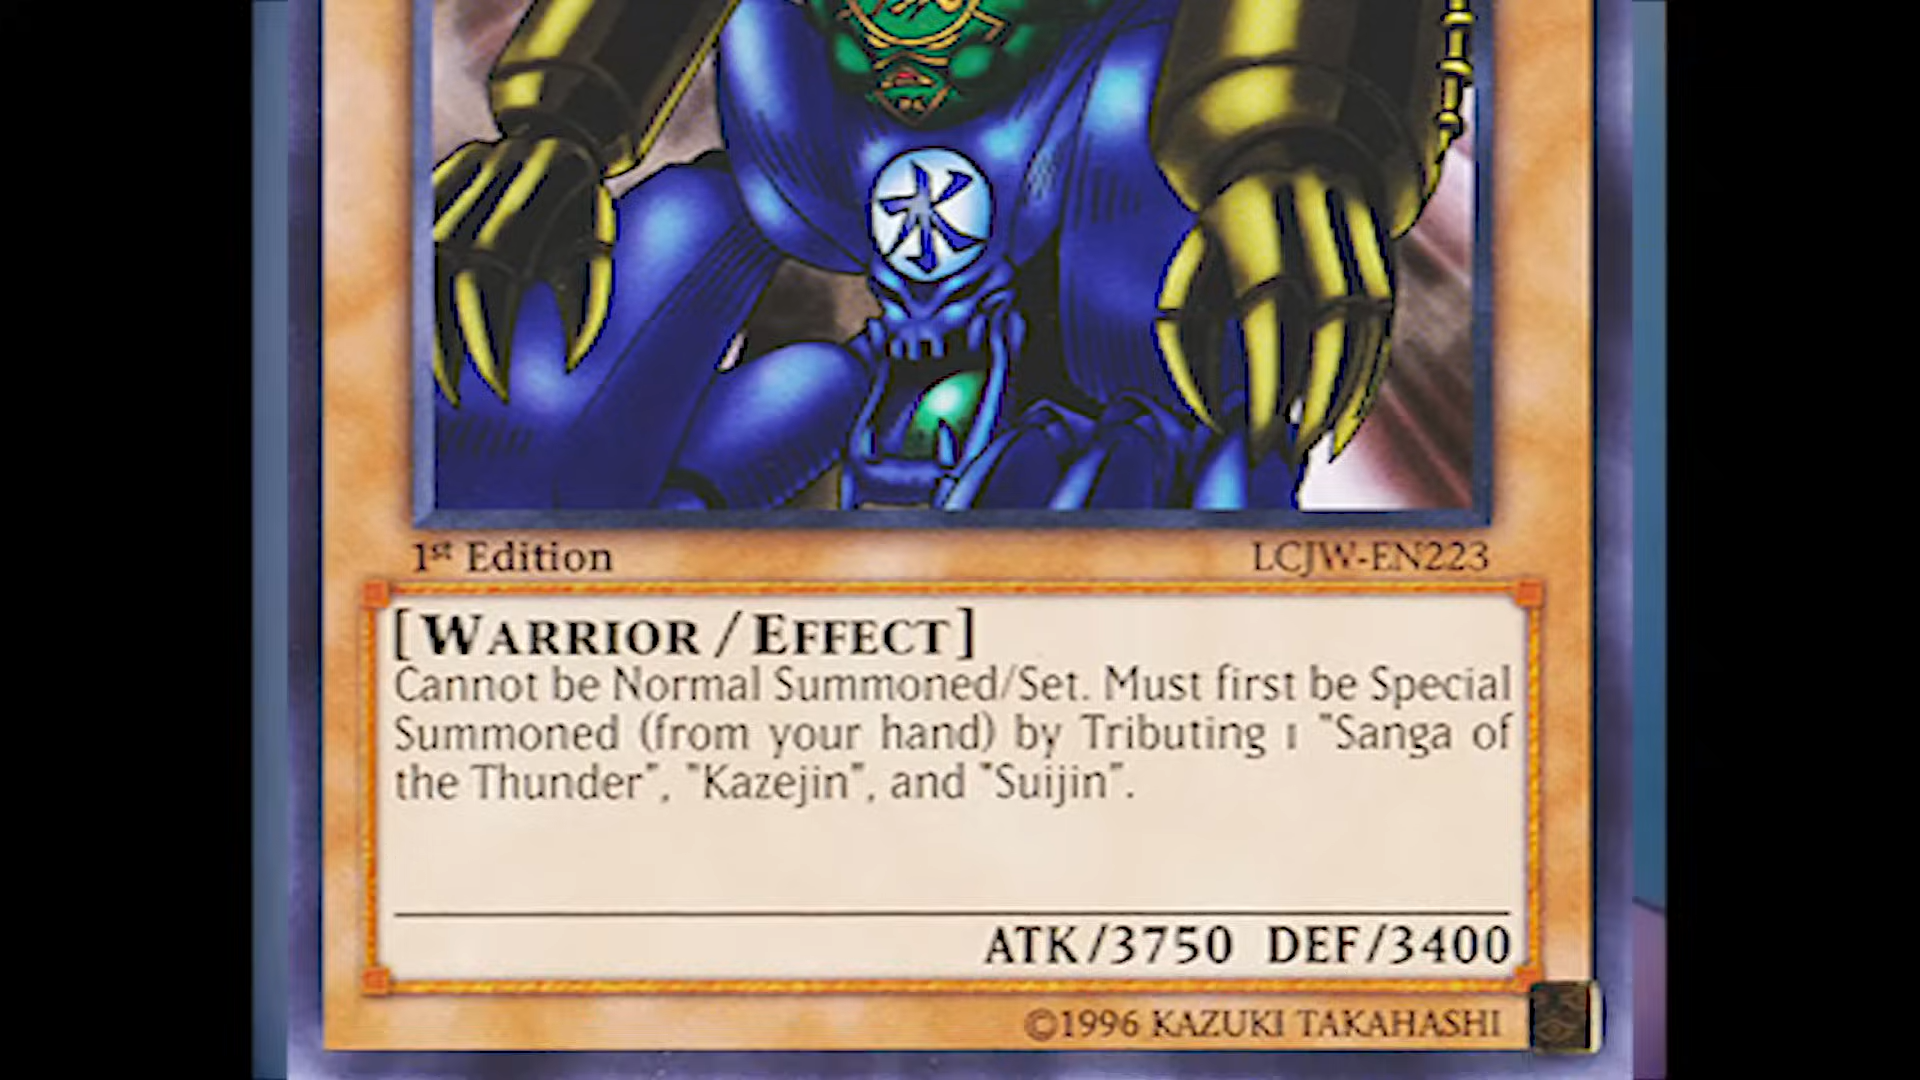 水
1st Edition LCJW-EN223
[WARRIOR / EFFECT]
Cannot be Normal Summoned/Set. Must first be Special
Summoned (from your hand) by Tributing 1 "Sanga of
the Thunder", "Kazejin", and "Suijin".
ATK/3750 DEF/3400
©1996 KAZUKI TAKAHASHI